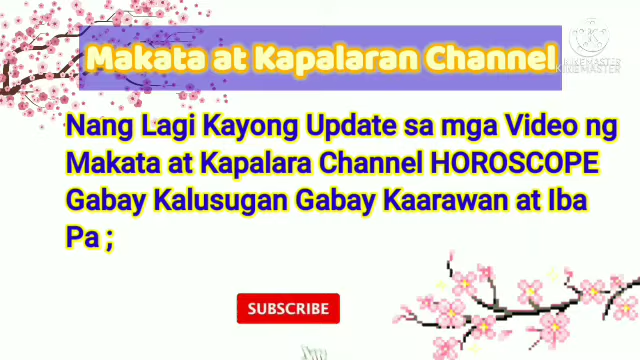 Makata at Kapalaran Channel
KINEMASTER
Nang Lagi Kayong Update sa mga Video ng
Makata at Kapalara Channel HOROSCOPE
Gabay Kalusugan Gabay Kaarawan at Iba
Pa ;
SUBSCRIBE